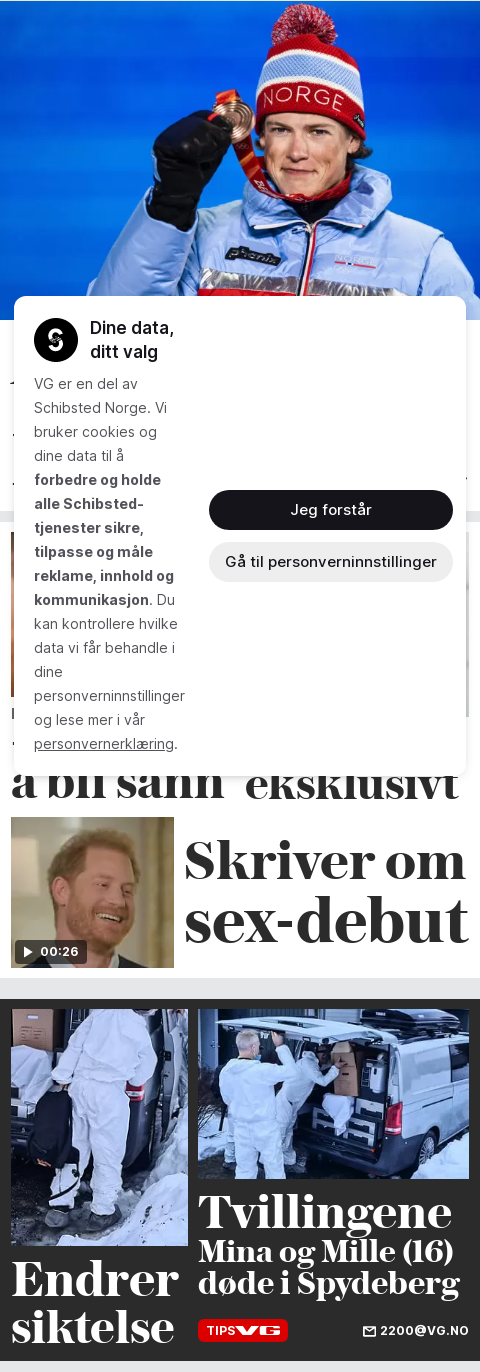 NORGE
phenix
NORGE
Dine data,
ditt valg
VG er en del av
Schibsted Norge. Vi
bruker cookies og
dine data til å
forbedre og holde
alle Schibsted-
tjenester sikre,
tilpasse og måle
reklame, innhold og
kommunikasjon. Du
kan kontrollere hvilke
data vi får behandle i
dine
personverninnstillinger
og lese mer i vår
personvernerklæring.
Jeg forstår
Gå til personverninnstillinger
å bli sann
eksklusivt
00:26
Skriver om
sex-debut
Endrer
siktelse
Tvillingene
Mina og Mille (16)
døde i Spydeberg
TIPS VG
2200@VG.NO